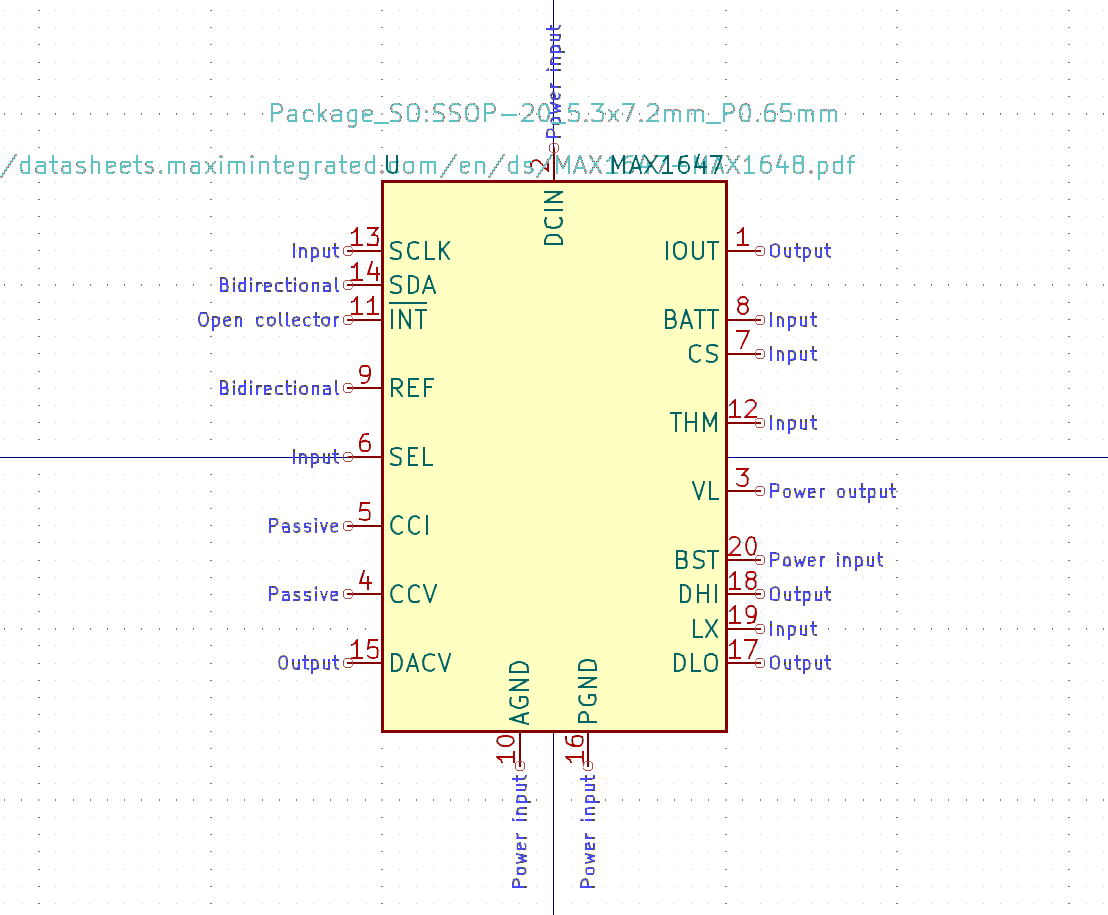 Power input
Package_SO:SSOP-20_5.3x7.2mm_P0.65mm
2
U
MAX1647
/datasheets.maximintegrated.com/en/ds/MAX1647-MAX1648.pdf
DCIN
Input 13 SCLK
IOUT 1 Output
Bidirectional 14 SDA
Open collector 11 INT
BATT 8 Input
CS 7 Input
Bidirectional 9 REF
THM 12 Input
Input 6 SEL
VL 3 Power output
Passive 5 CCI
BST 20 Power input
Passive 4 CCV
DHI 18 Output
LX 19 Input
Output 15 DACV
DLO 17 Output
AGND
PGND
10
16
Power input
Power input